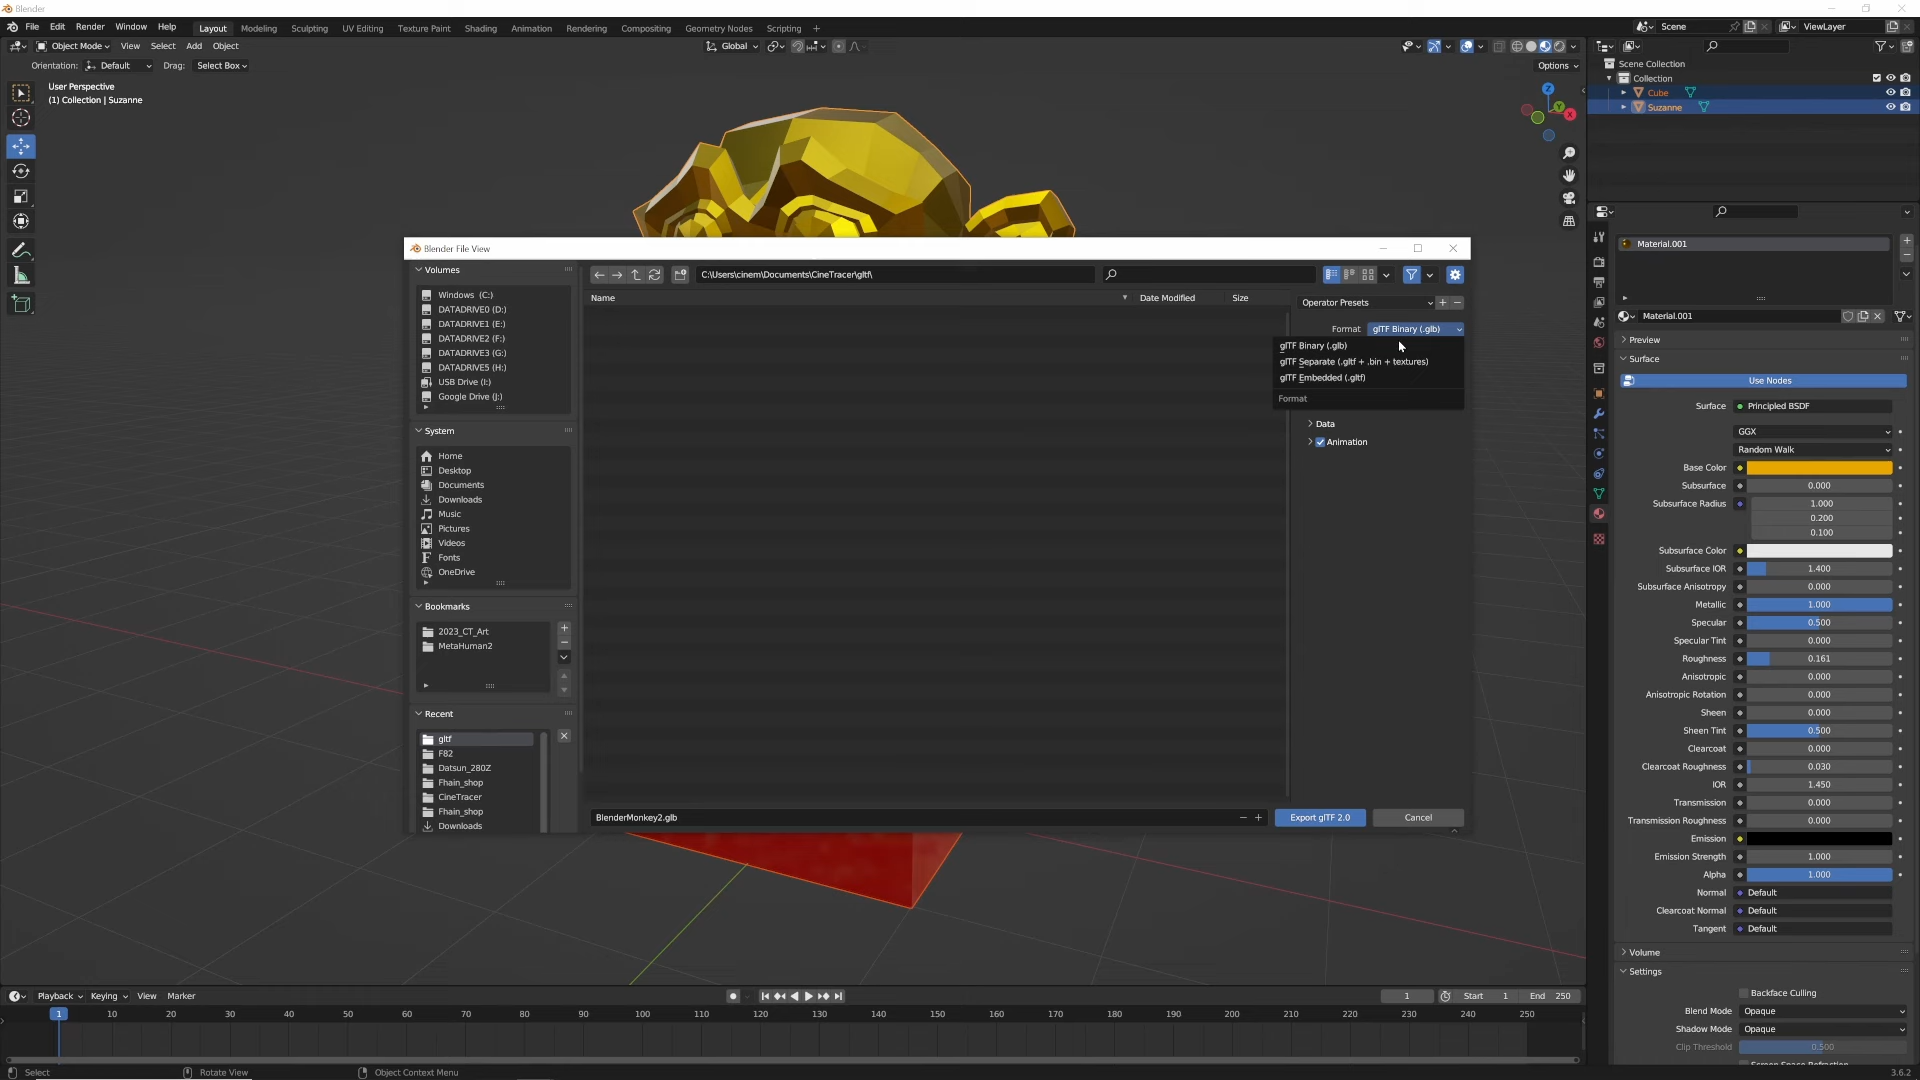 Blender
File Edit Render Window Help Layout Modeling Sculpting UV Editing Texture Paint Shading Animation Rendering Compositing Geometry Nodes Scripting + Scene ViewLayer
Object Mode View Select Add Object Global
Orientation: Default Drag: Select Box Options
User Perspective
(1) Collection | Suzanne
Z
Y
X
Scene Collection
Collection
Cube
Suzanne
Blender File View
Volumes
Windows (C:)
DATADRIVE0 (D:)
DATADRIVE1 (E:)
DATADRIVE2 (F:)
DATADRIVE3 (G:)
DATADRIVE5 (H:)
USB Drive (I:)
Google Drive (J:)
System
Home
Desktop
Documents
Downloads
Music
Pictures
Videos
Fonts
OneDrive
Bookmarks
2023_CT_Art
MetaHuman2
Recent
gltf
F82
Datsun_280Z
Fhain_shop
CineTracer
Fhain_shop
Downloads
C:\Users\cinem\Documents\CineTracer\gltf\
Name Date Modified Size
Operator Presets
Format glTF Binary (.glb)
glTF Binary (.glb)
glTF Separate (.gltf + .bin + textures)
glTF Embedded (.gltf)
Format
Data
Animation
BlenderMonkey2.glb
Export glTF 2.0
Cancel
Material.001
Material.001
Preview
Surface
Use Nodes
Surface Principled BSDF
GGX
Random Walk
Base Color
Subsurface 0.000
Subsurface Radius 1.000
0.200
0.100
Subsurface Color
Subsurface IOR 1.400
Subsurface Anisotropy 0.000
Metallic 1.000
Specular 0.500
Specular Tint 0.000
Roughness 0.161
Anisotropic 0.000
Anisotropic Rotation 0.000
Sheen 0.000
Sheen Tint 0.500
Clearcoat 0.000
Clearcoat Roughness 0.030
IOR 1.450
Transmission 0.000
Transmission Roughness 0.000
Emission
Emission Strength 1.000
Alpha 1.000
Normal Default
Clearcoat Normal Default
Tangent Default
Volume
Settings
Backface Culling
Blend Mode Opaque
Shadow Mode Opaque
Clip Threshold 0.500
Screen Space Refraction
Playback Keying View Marker 1 Start 1 End 250
1 10 20 30 40 50 60 70 80 90 100 110 120 130 140 150 160 170 180 190 200 210 220 230 240 250
Select Rotate View Object Context Menu 3.6.2